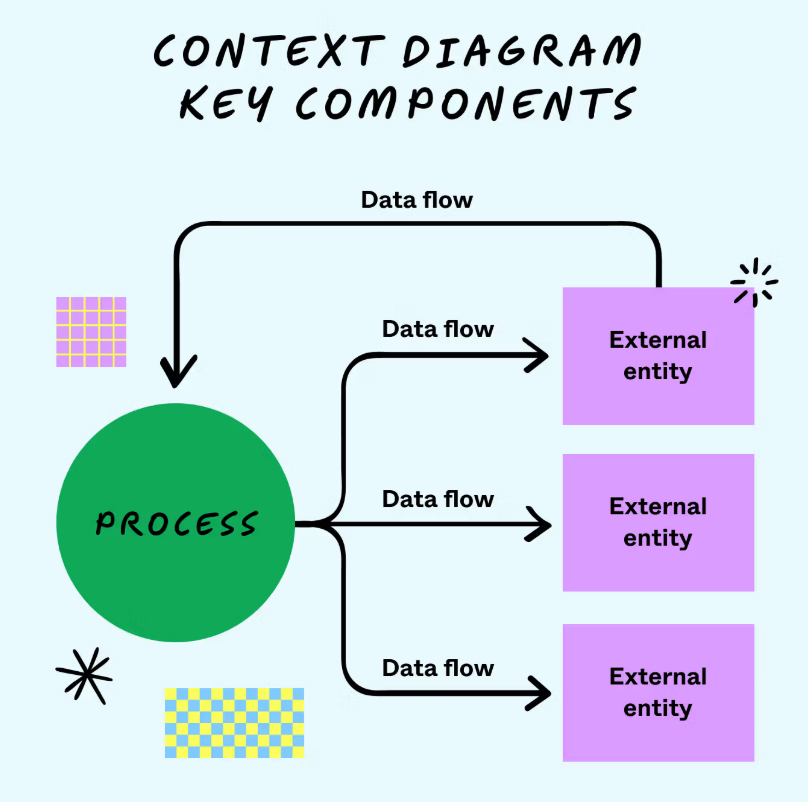 CONTEXT DIAGRAM
KEY COMPONENTS
Data flow
Data flow
External
entity
PROCESS
Data flow
External
entity
Data flow
External
entity